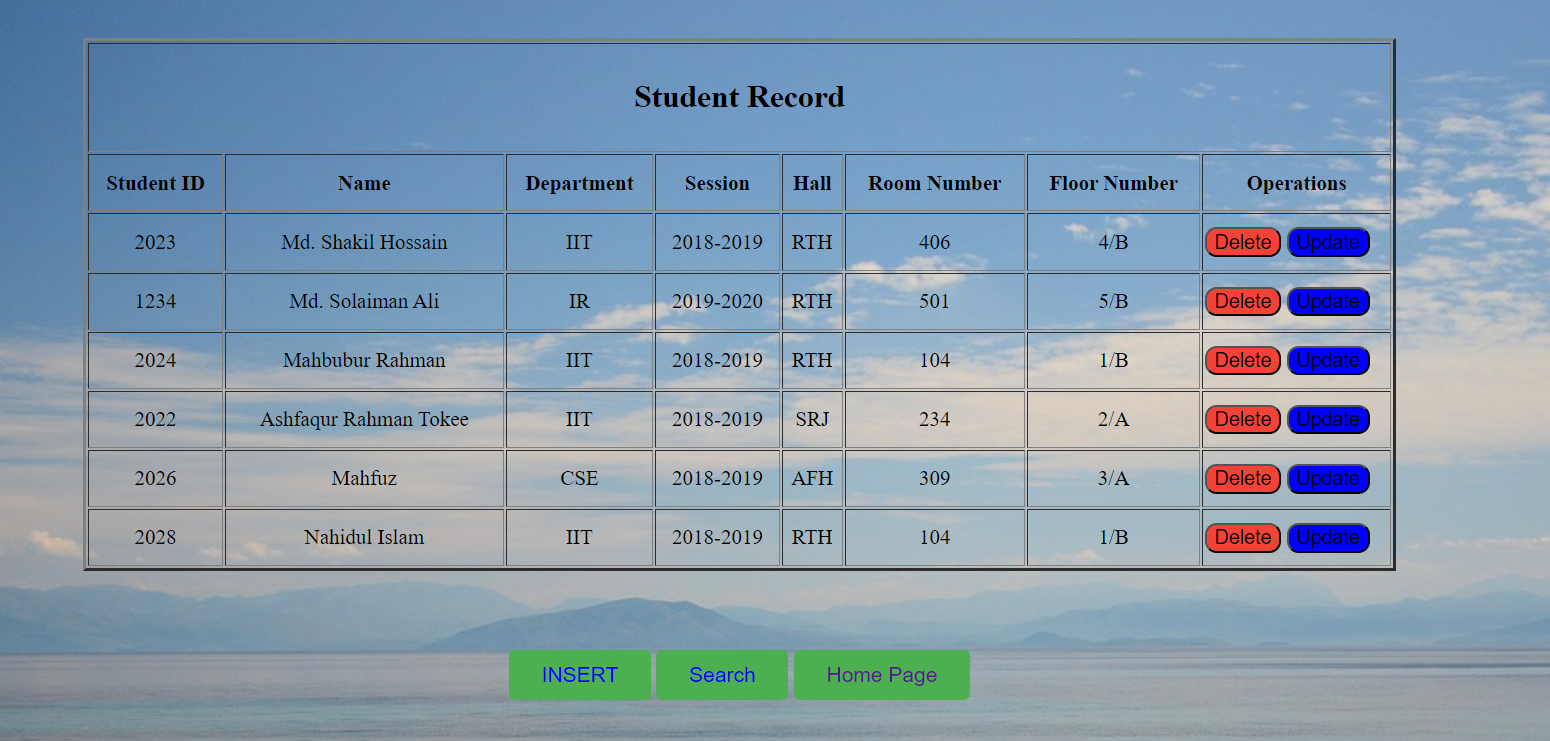 Student Record
Student ID Name Department Session Hall Room Number Floor Number Operations
2023 Md. Shakil Hossain IIT 2018-2019 RTH 406 4/B Delete Update
1234 Md. Solaiman Ali IR 2019-2020 RTH 501 5/B Delete Update
2024 Mahbubur Rahman IIT 2018-2019 RTH 104 1/B Delete Update
2022 Ashfaqur Rahman Tokee IIT 2018-2019 SRJ 234 2/A Delete Update
2026 Mahfuz CSE 2018-2019 AFH 309 3/A Delete Update
2028 Nahidul Islam IIT 2018-2019 RTH 104 1/B Delete Update
INSERT Search Home Page